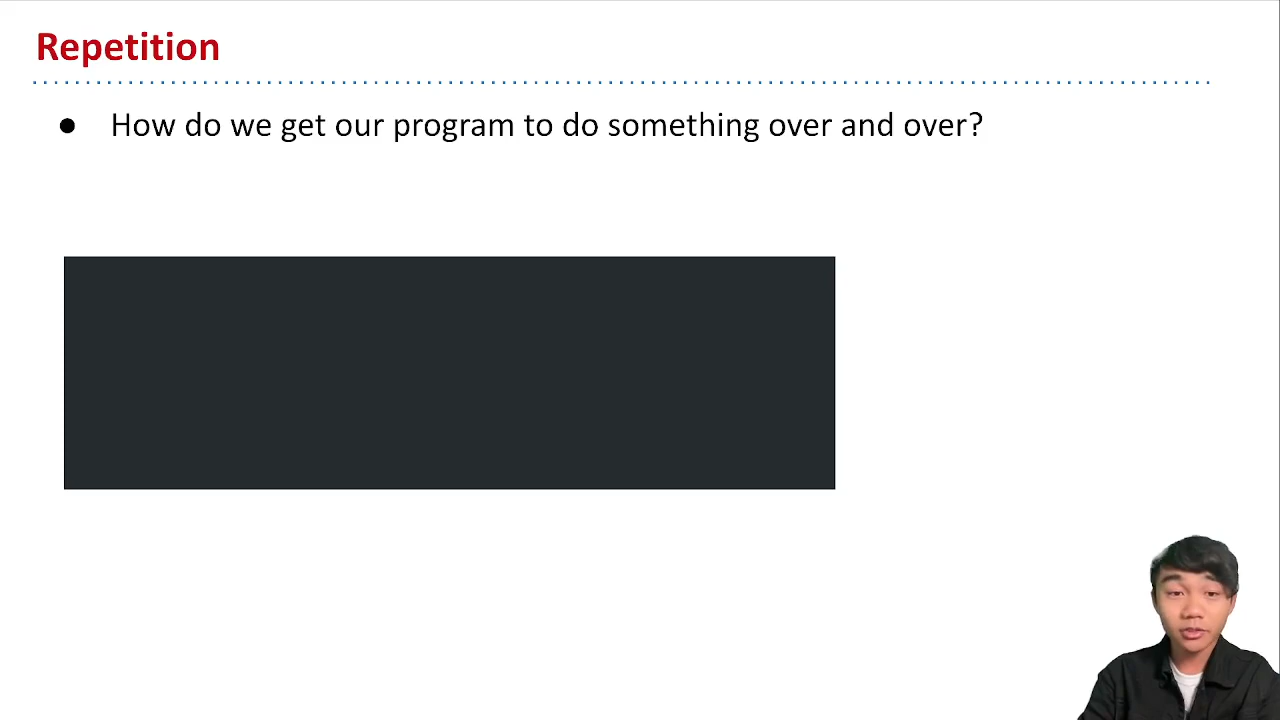 Repetition
● How do we get our program to do something over and over?